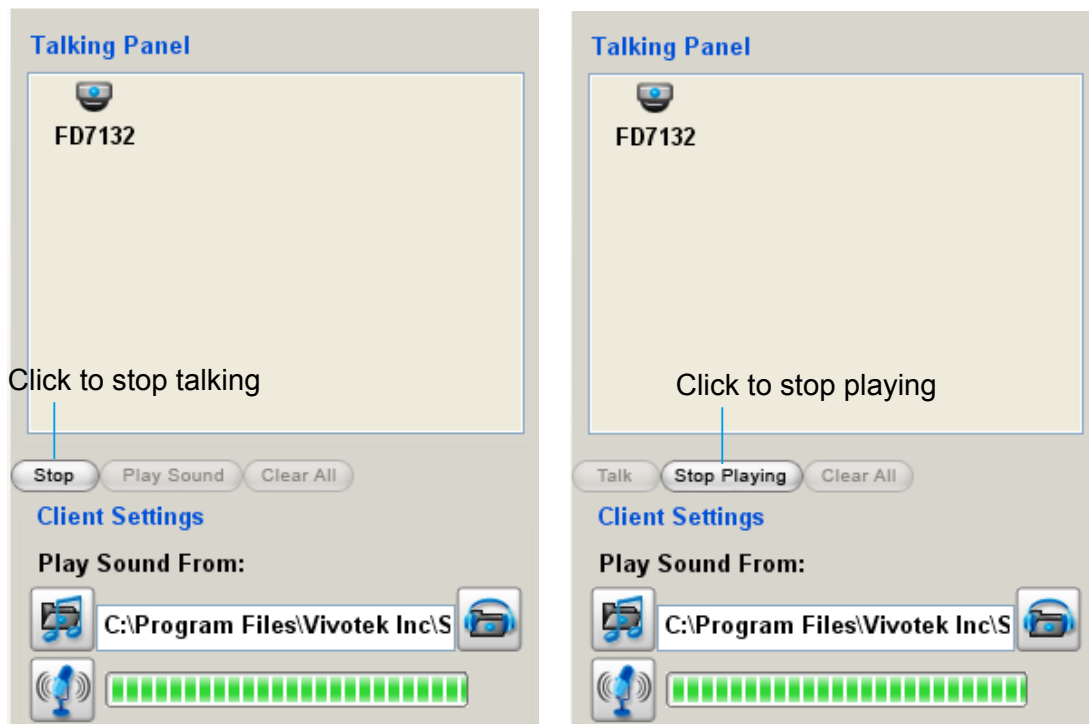 Talking Panel
FD7132
Click to stop talking
Stop Play Sound Clear All
Client Settings
Play Sound From:
C:\Program Files\Vivotek Inc\S
Talking Panel
FD7132
Click to stop playing
Talk Stop Playing Clear All
Client Settings
Play Sound From:
C:\Program Files\Vivotek Inc\S